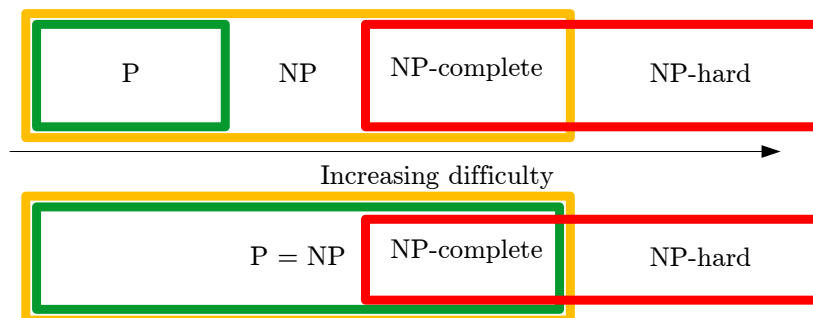 P
NP
NP-complete
NP-hard
Increasing difficulty
P = NP
NP-complete
NP-hard